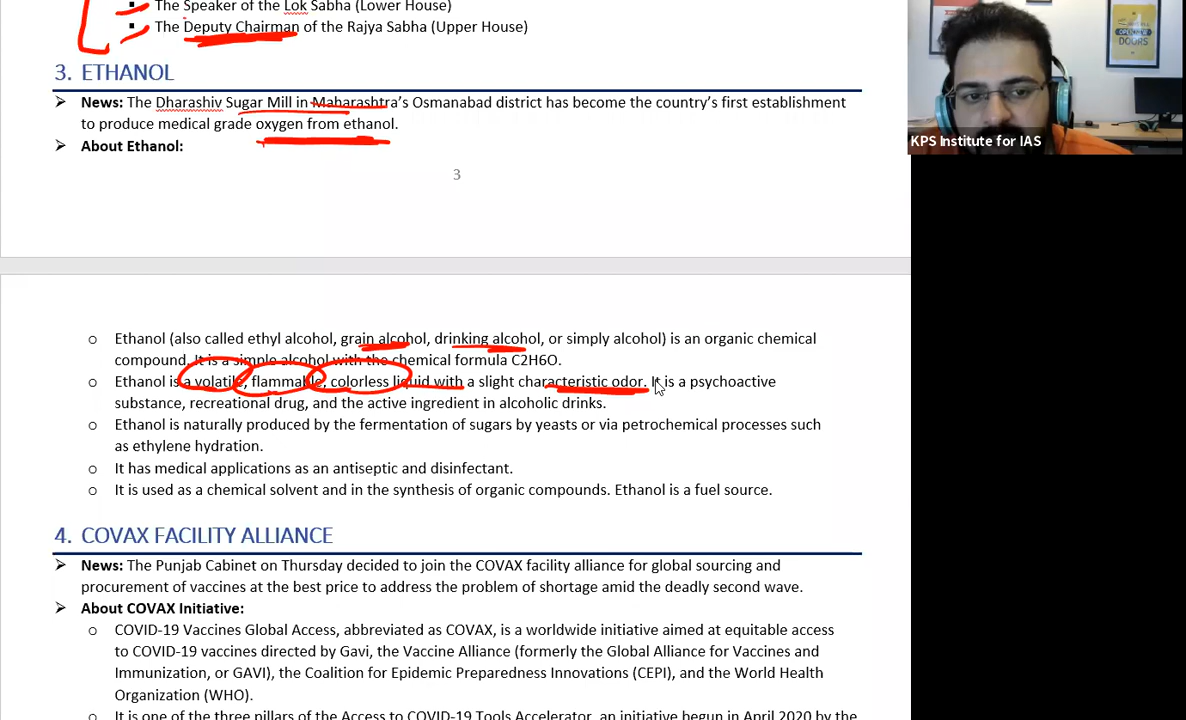 The Speaker of the Lok Sabha (Lower House)
The Deputy Chairman of the Rajya Sabha (Upper House)
3. ETHANOL
News: The Dharashiv Sugar Mill in Maharashtra's Osmanabad district has become the country's first establishment
to produce medical grade oxygen from ethanol.
About Ethanol:
3
Ethanol (also called ethyl alcohol, grain alcohol, drinking alcohol, or simply alcohol) is an organic chemical
compound. It is a simple alcohol with the chemical formula C2H6O.
Ethanol is a volatile, flammable, colorless liquid with a slight characteristic odor. It is a psychoactive
substance, recreational drug, and the active ingredient in alcoholic drinks.
Ethanol is naturally produced by the fermentation of sugars by yeasts or via petrochemical processes such
as ethylene hydration.
It has medical applications as an antiseptic and disinfectant.
It is used as a chemical solvent and in the synthesis of organic compounds. Ethanol is a fuel source.
4. COVAX FACILITY ALLIANCE
News: The Punjab Cabinet on Thursday decided to join the COVAX facility alliance for global sourcing and
procurement of vaccines at the best price to address the problem of shortage amid the deadly second wave.
About COVAX Initiative:
COVID-19 Vaccines Global Access, abbreviated as COVAX, is a worldwide initiative aimed at equitable access
to COVID-19 vaccines directed by Gavi, the Vaccine Alliance (formerly the Global Alliance for Vaccines and
Immunization, or GAVI), the Coalition for Epidemic Preparedness Innovations (CEPI), and the World Health
Organization (WHO).
It is one of the three pillars of the Access to COVID-19 Tools Accelerator, an initiative begun in April 2020 by the
DOORS
KPS Institute for IAS